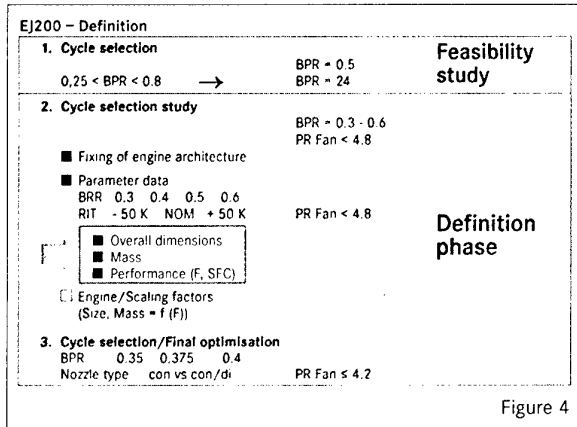 EJ200 – Definition
1. Cycle selection
BPR = 0.5
0,25 < BPR < 0.8 → BPR = 24
Feasibility study
2. Cycle selection study
BPR = 0.3 - 0.6
PR Fan < 4.8
■ Fixing of engine architecture
■ Parameter data
BRR 0.3 0.4 0.5 0.6
RIT - 50 K NOM + 50 K PR Fan < 4.8
■ Overall dimensions
■ Mass
■ Performance (F, SFC)
Engine/Scaling factors
(Size, Mass = f (F))
Definition phase
3. Cycle selection/Final optimisation
BPR 0.35 0.375 0.4
Nozzle type con vs con/di PR Fan ≤ 4.2
Figure 4